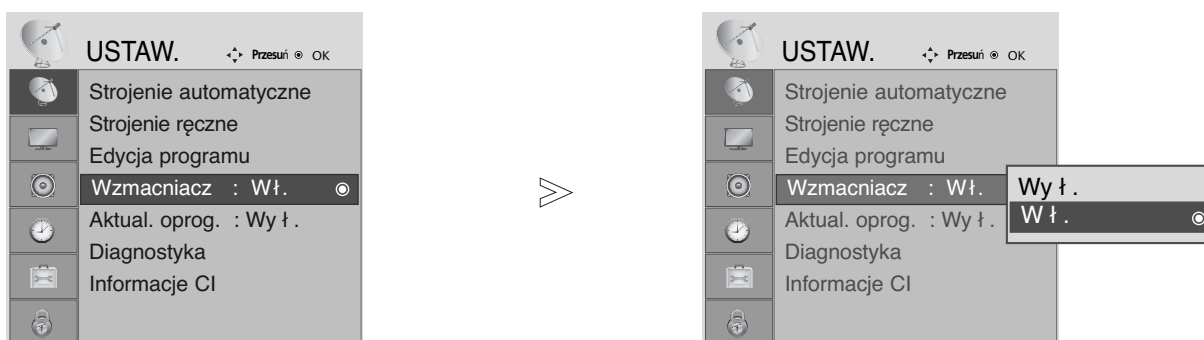 USTAW. Przesuń OK
Strojenie automatyczne
Strojenie ręczne
Edycja programu
Wzmacniacz : Wł.
Aktual. oprog. : Wy ł .
Diagnostyka
Informacje CI
USTAW. Przesuń OK
Strojenie automatyczne
Strojenie ręczne
Edycja programu
Wzmacniacz : Wł.
Aktual. oprog. : Wy ł .
Diagnostyka
Informacje CI
Wy ł .
W ł .